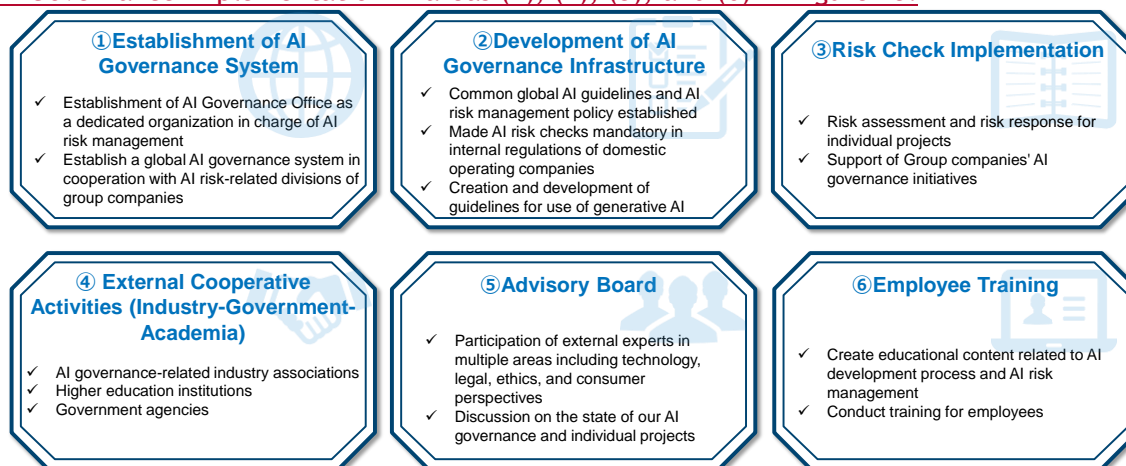 ①Establishment of AI
Governance System
✓ Establishment of AI Governance Office as
a dedicated organization in charge of AI
risk management
✓ Establish a global AI governance system in
cooperation with AI risk-related divisions of
group companies
②Development of AI
Governance Infrastructure
✓ Common global AI guidelines and AI
risk management policy established
✓ Made AI risk checks mandatory in
internal regulations of domestic
operating companies
✓ Creation and development of
guidelines for use of generative AI
③Risk Check Implementation
✓ Risk assessment and risk response for
individual projects
✓ Support of Group companies' AI
governance initiatives
④ External Cooperative
Activities (Industry-Government-
Academia)
✓ AI governance-related industry associations
✓ Higher education institutions
✓ Government agencies
⑤Advisory Board
✓ Participation of external experts in
multiple areas including technology,
legal, ethics, and consumer
perspectives
✓ Discussion on the state of our AI
governance and individual projects
⑥Employee Training
✓ Create educational content related to AI
development process and AI risk
management
✓ Conduct training for employees